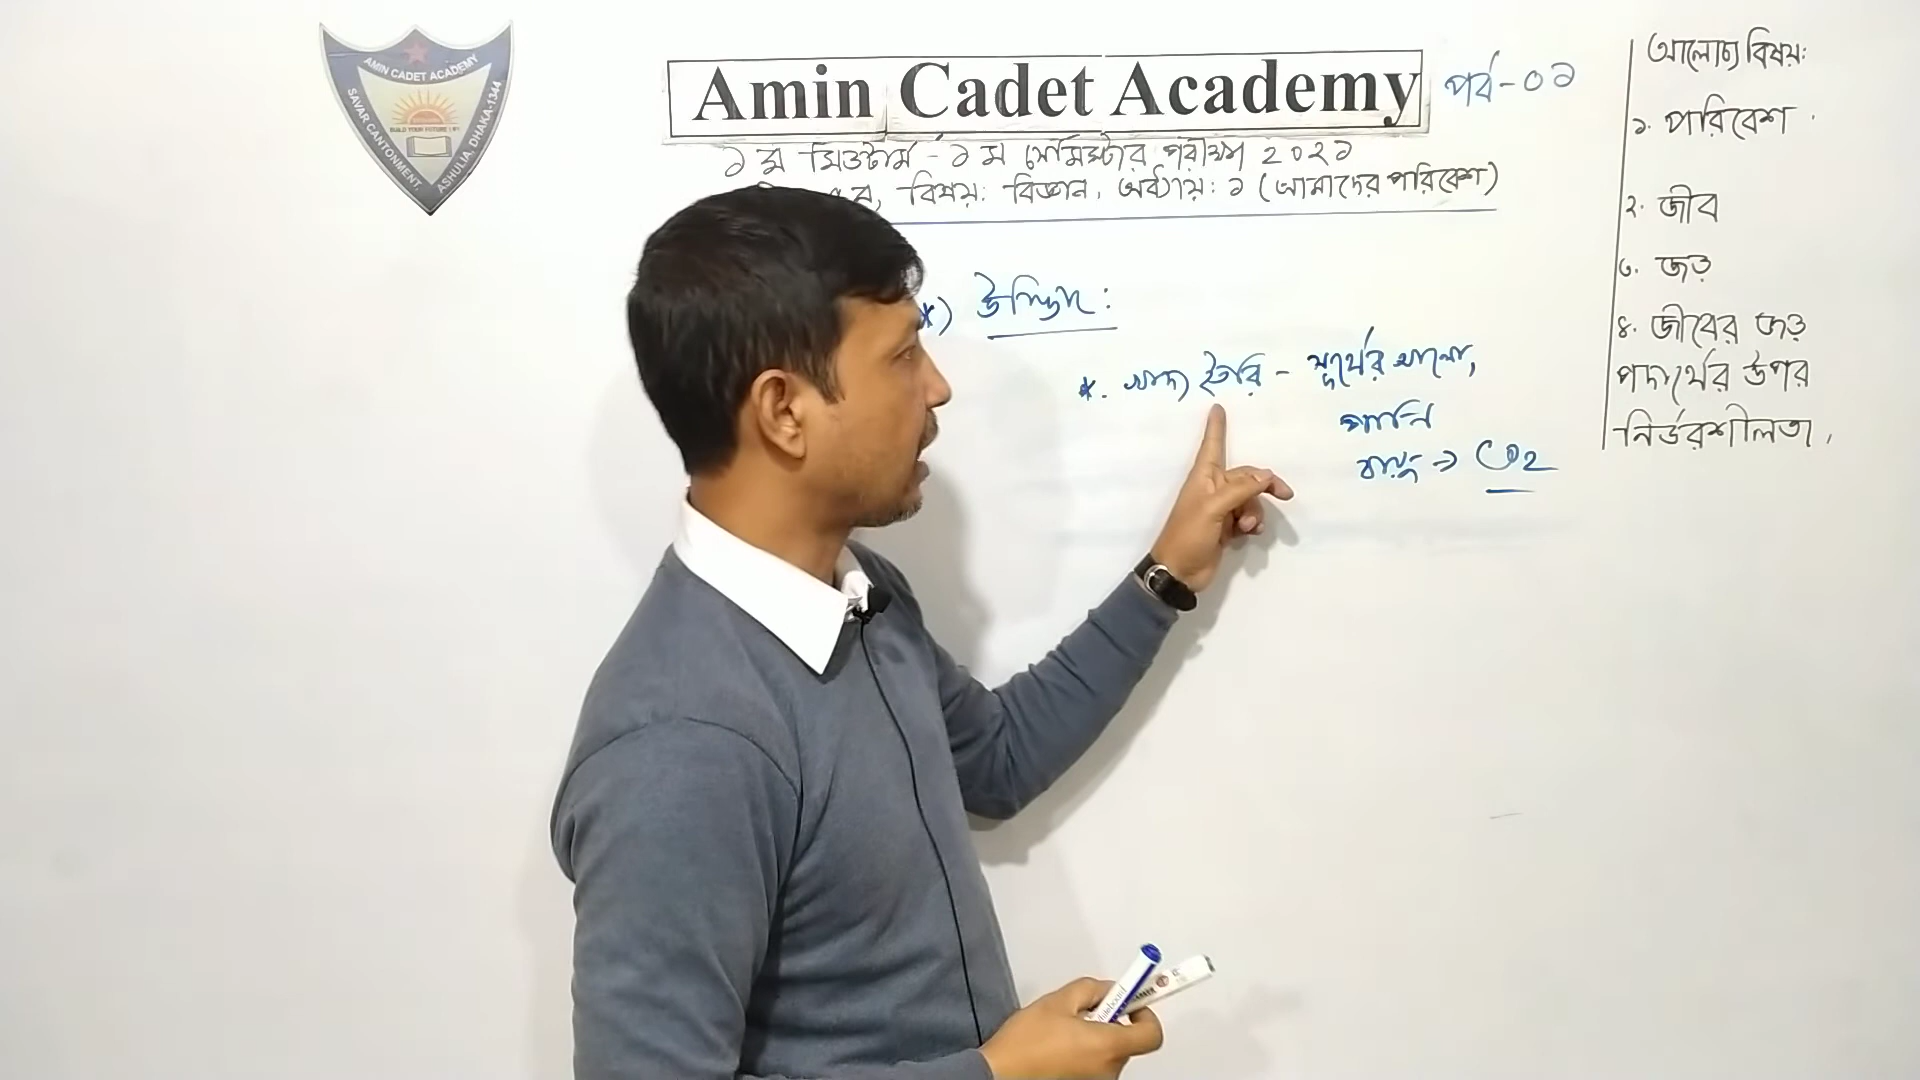 AMIN CADET ACADEMY
SAVAR CANTONMENT.
ASHULIA, DHAKA-1344
BUILD YOUR FUTURE
Amin Cadet Academy
পর্ব-০১
১ম মিডটার্ম - ১ম সেমিস্টার পরীক্ষা ২০২১
বিষয়: বিজ্ঞান, অধ্যায়: ১ (আমাদের পরিবেশ)
*) উদ্ভিদ:
*. খাদ্য তৈরি - সূর্যের আলো,
পানি
বায়ু → CO2
আলোচ্য বিষয়:
১. পরিবেশ
২. জীব
৩. জড়
৪. জীবের জড়
পদার্থের উপর
নির্ভরশীলতা,